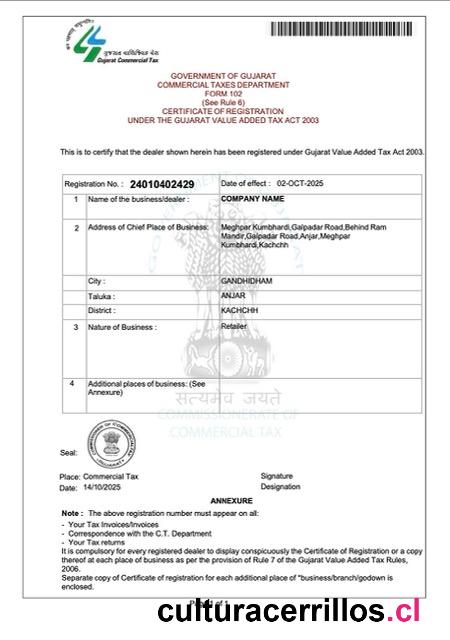 ગુજરાત વાણિજ્યિક વેરા
Gujarat Commercial Tax
GOVERNMENT OF GUJARAT
COMMERCIAL TAXES DEPARTMENT
FORM 102
(See Rule 6)
CERTIFICATE OF REGISTRATION
UNDER THE GUJARAT VALUE ADDED TAX ACT 2003
This is to certify that the dealer shown herein has been registered under Gujarat Value Added Tax Act 2003.
Registration No. : 24010402429 Date of effect : 02-OCT-2025
1 Name of the business/dealer : COMPANY NAME
2 Address of Chief Place of Business: Meghpar Kumbhardi,Galpadar Road,Behind Ram
Mandir,Galpadar Road,Anjar,Meghpar
Kumbhardi,Kachchh
City : GANDHIDHAM
Taluka : ANJAR
District : KACHCHH
3 Nature of Business : Retailer
4 Additional places of business: (See
Annexure)
सत्यमेव जयते
COMMISSIONERATE OF
COMMERCIAL TAX
Seal:
Place: Commercial Tax Signature
Date: 14/10/2025 Designation
ANNEXURE
Note : The above registration number must appear on all:
- Your Tax Invoices/Invoices
- Correspondence with the C.T. Department
- Your Tax returns
It is compulsory for every registered dealer to display conspicuously the Certificate of Registration or a copy
thereof at each place of business as per the provision of Rule 7 of the Gujarat Value Added Tax Rules,
2006.
Separate copy of Certificate of registration for each additional place of *business/branch/godown is
enclosed.
culturacerrillos.cl